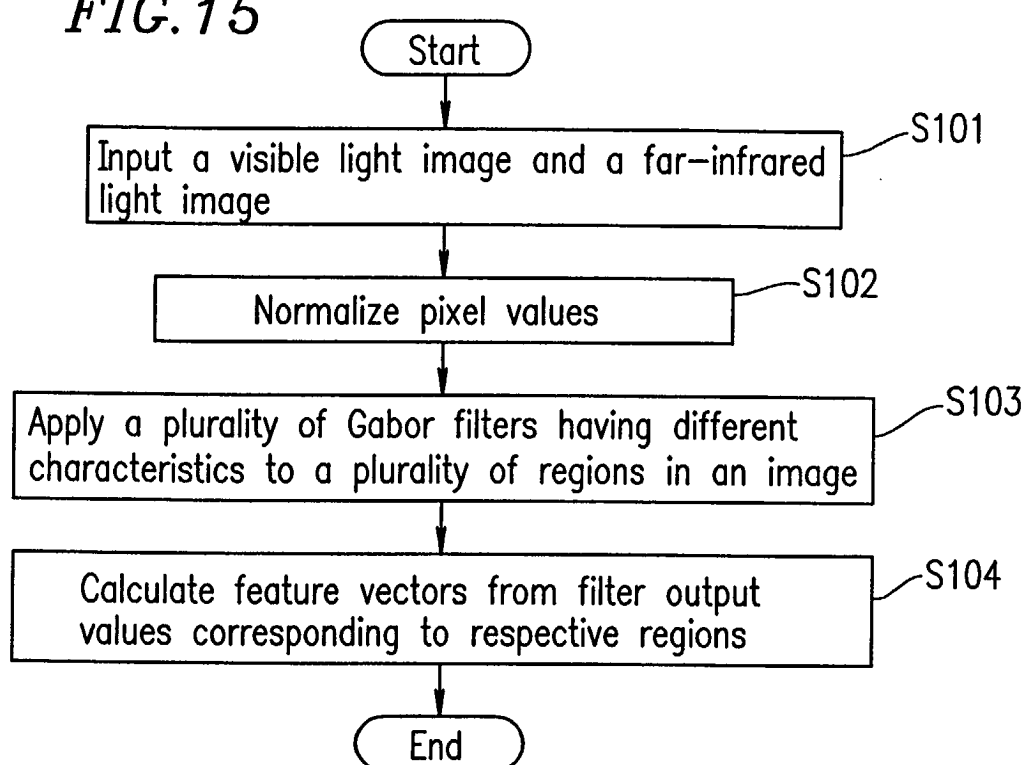 FIG. 15
Start
S101
Input a visible light image and a far-infrared
light image
S102
Normalize pixel values
S103
Apply a plurality of Gabor filters having different
characteristics to a plurality of regions in an image
S104
Calculate feature vectors from filter output
values corresponding to respective regions
End